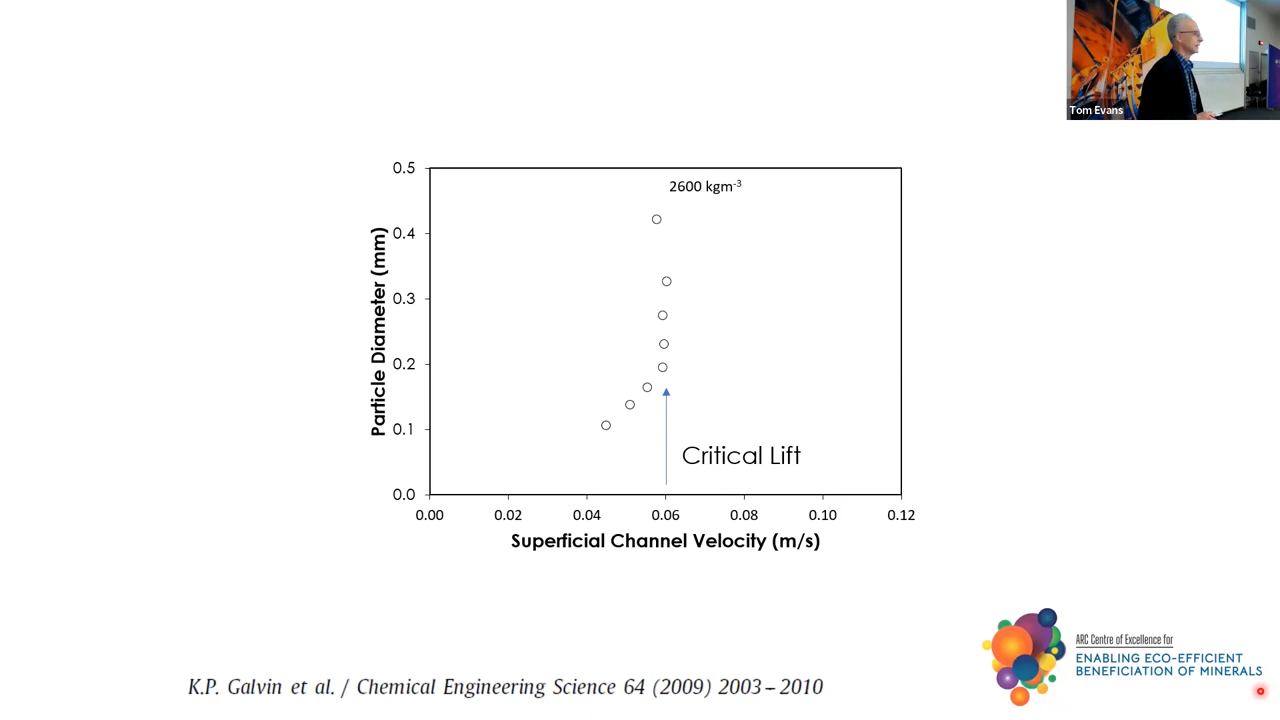 Tom Evans
0.5
2600 kgm-3
0.4
0.3
0.2
0.1
0.0
Particle Diameter (mm)
Critical Lift
0.00 0.02 0.04 0.06 0.08 0.10 0.12
Superficial Channel Velocity (m/s)
ARC Centre of Excellence for
ENABLING ECO-EFFICIENT
BENEFICIATION OF MINERALS
K.P. Galvin et al. / Chemical Engineering Science 64 (2009) 2003–2010